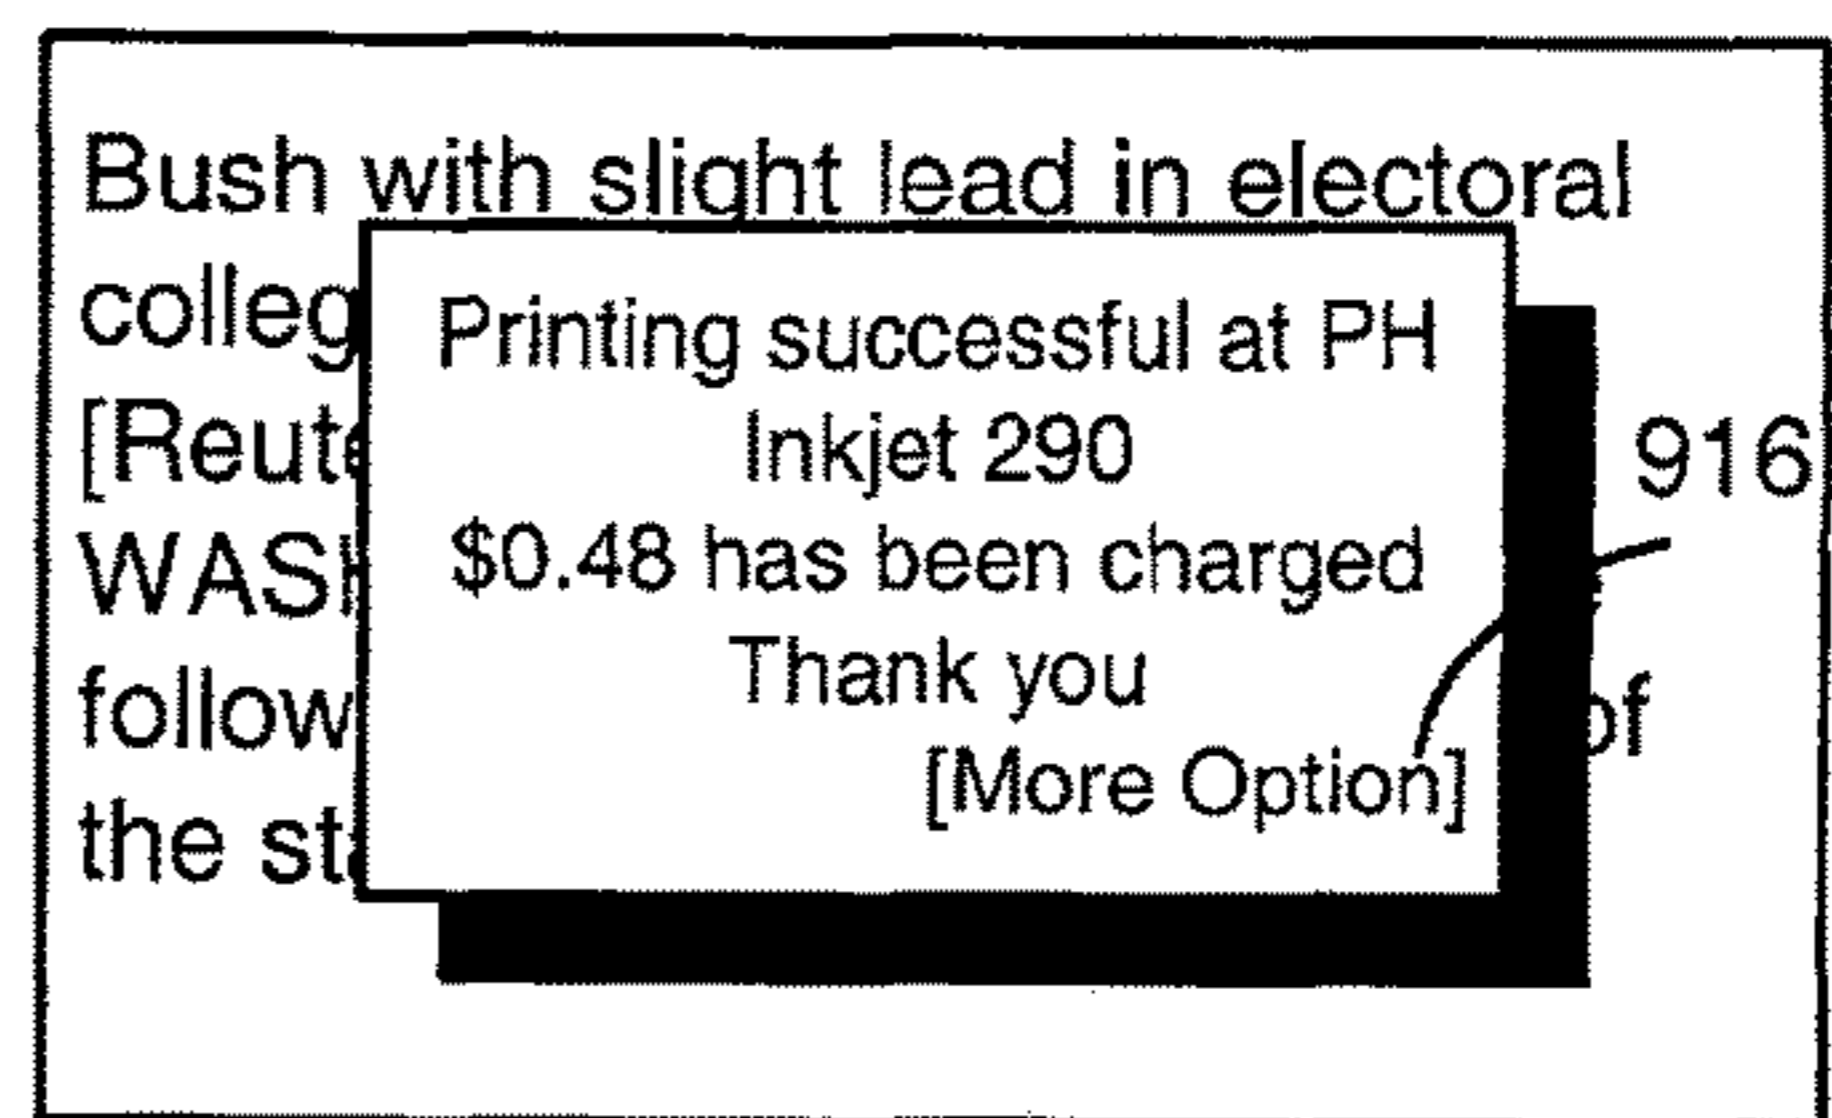 Bush with slight lead in electoral
colleg
[Reute
WASH
follow of
the sta
Printing successful at PH
Inkjet 290
$0.48 has been charged
Thank you
[More Option]
916